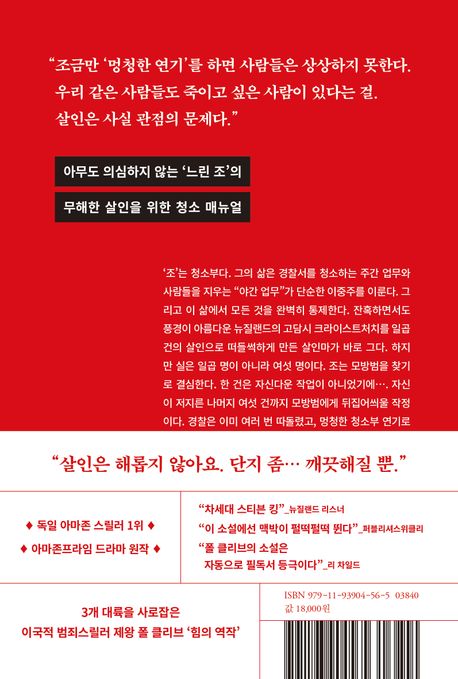 “조금만 ‘멍청한 연기’를 하면 사람들은 상상하지 못한다.
우리 같은 사람들도 죽이고 싶은 사람이 있다는 걸.
살인은 사실 관점의 문제다.”
아무도 의심하지 않는 ‘느린 조’의
무해한 살인을 위한 청소 매뉴얼
‘조’는 청소부다. 그의 삶은 경찰서를 청소하는 주간 업무와
사람들을 지우는 “야간 업무”가 단순한 이중주를 이룬다. 그
리고 이 삶에서 모든 것을 완벽히 통제한다. 잔혹하면서도
풍경이 아름다운 뉴질랜드의 고담시 크라이스트처치를 일곱
건의 살인으로 떠들썩하게 만든 살인마가 바로 그다. 하지
만 실은 일곱 명이 아니라 여섯 명이다. 조는 모방범을 찾기
로 결심한다. 한 건은 자신다운 작업이 아니었기에…. 자신
이 저지른 나머지 여섯 건까지 모방범에게 뒤집어씌울 작정
이다. 경찰은 이미 여러 번 따돌렸고, 멍청한 청소부 연기로
“살인은 해롭지 않아요. 단지 좀… 깨끗해질 뿐.”
♦ 독일 아마존 스릴러 1위 ♦
♦ 아마존프라임 드라마 원작 ♦
“차세대 스티븐 킹”_뉴질랜드 리스너
“이 소설에선 맥박이 펄떡펄떡 뛴다”_퍼블리셔스위클리
“폴 클리브의 소설은
자동으로 필독서 등극이다”_리 차일드
3개 대륙을 사로잡은
이국적 범죄스릴러 제왕 폴 클리브 ‘힘의 역작’
ISBN 979-11-93904-56-5 03840
값 18,000원